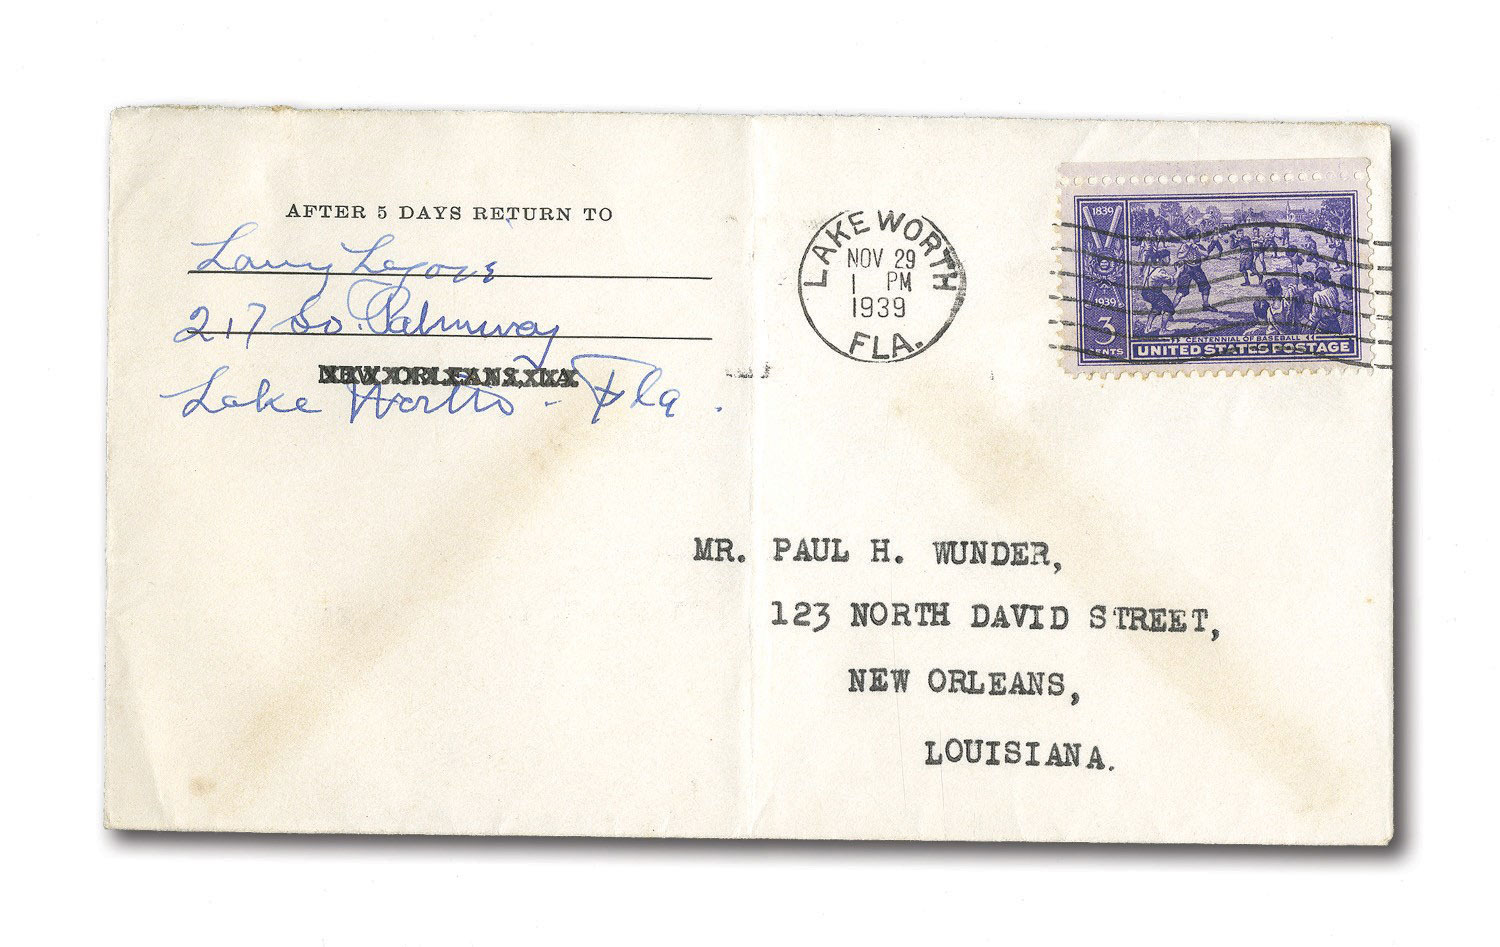 AFTER 5 DAYS RETURN TO
Larry
217 So. Palmway
NEW ORLEANS, LA.
Lake Worth - Fla.
LAKE WORTH
NOV 29
1 PM
1939
FLA.
1839
1939
3
CENTS
CENTENNIAL OF BASEBALL
UNITED STATES POSTAGE
MR. PAUL H. WUNDER,
123 NORTH DAVID STREET,
NEW ORLEANS,
LOUISIANA.